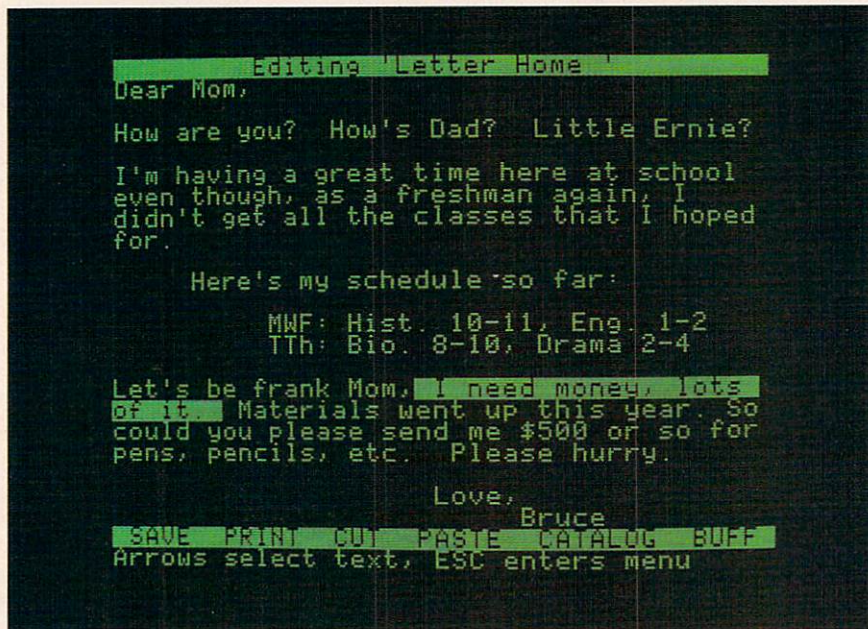 Editing 'Letter Home '
Dear Mom,
How are you?  How's Dad?  Little Ernie?
I'm having a great time here at school
even though, as a freshman again, I
didn't get all the classes that I hoped
for.
Here's my schedule so far:
MWF: Hist. 10-11, Eng. 1-2
TTh: Bio. 8-10, Drama 2-4
Let's be frank Mom, I need money, lots
of it. Materials went up this year. So
could you please send me $500 or so for
pens, pencils, etc.  Please hurry.
Love,
Bruce
SAVE  PRINT  CUT  PASTE  CATALOG  BUFF
Arrows select text, ESC enters menu